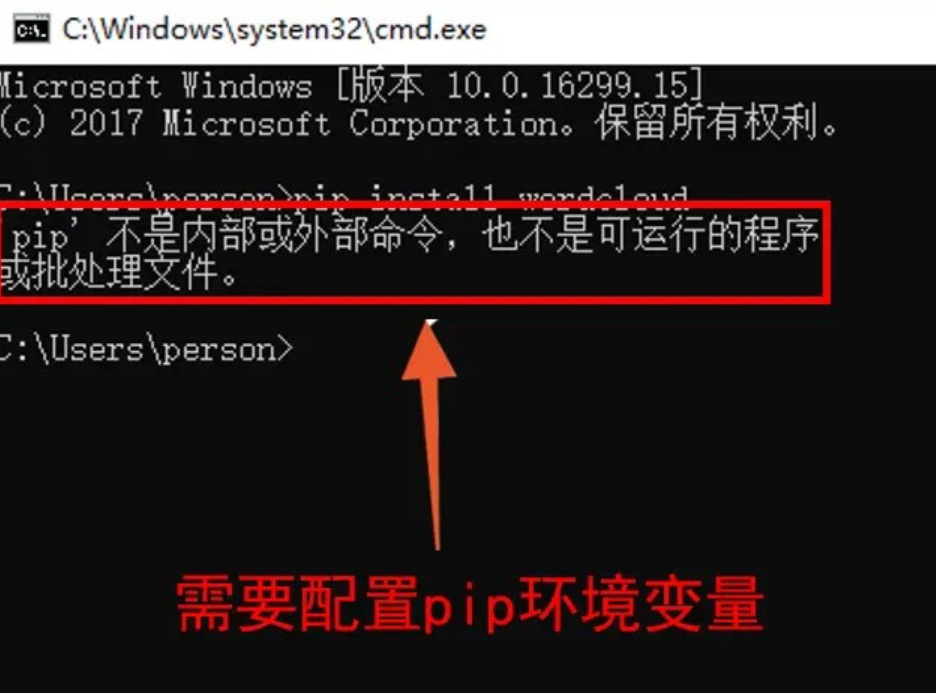 C:\Windows\system32\cmd.exe
Microsoft Windows [版本 10.0.16299.15]
(c) 2017 Microsoft Corporation。保留所有权利。
C:\Users\person>pip install wordcloud
'pip' 不是内部或外部命令，也不是可运行的程序
或批处理文件。
C:\Users\person>
需要配置pip环境变量